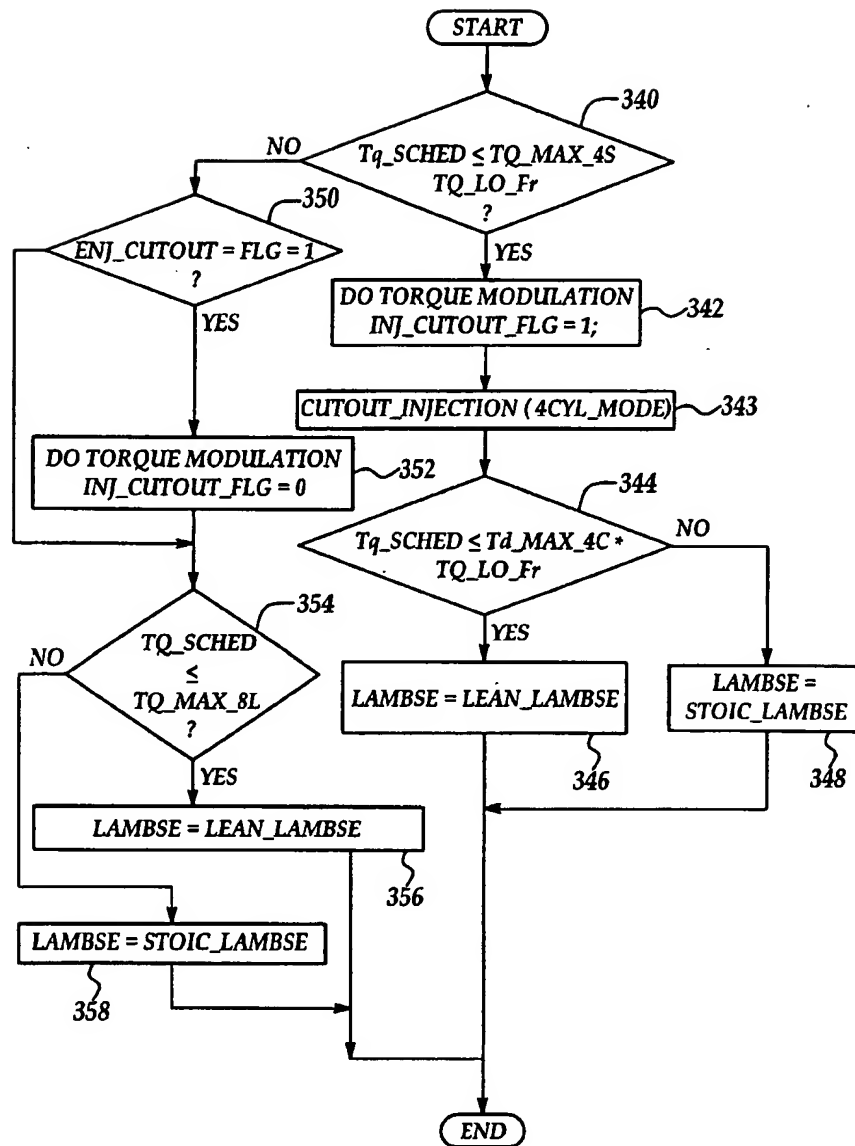 START
340
Tq_SCHED ≤ TQ_MAX_4S
TQ_LO_Fr
?
NO
YES
350
ENJ_CUTOUT = FLG = 1
?
YES
DO TORQUE MODULATION
INJ_CUTOUT_FLG = 1;
342
CUTOUT_INJECTION ( 4CYL_MODE)
343
DO TORQUE MODULATION
INJ_CUTOUT_FLG = 0
352
344
Tq_SCHED ≤ Td_MAX_4C *
TQ_LO_Fr
NO
YES
354
TQ_SCHED
≤
TQ_MAX_8L
?
NO
YES
LAMBSE = LEAN_LAMBSE
346
LAMBSE =
STOIC_LAMBSE
348
LAMBSE = LEAN_LAMBSE
356
LAMBSE = STOIC_LAMBSE
358
END